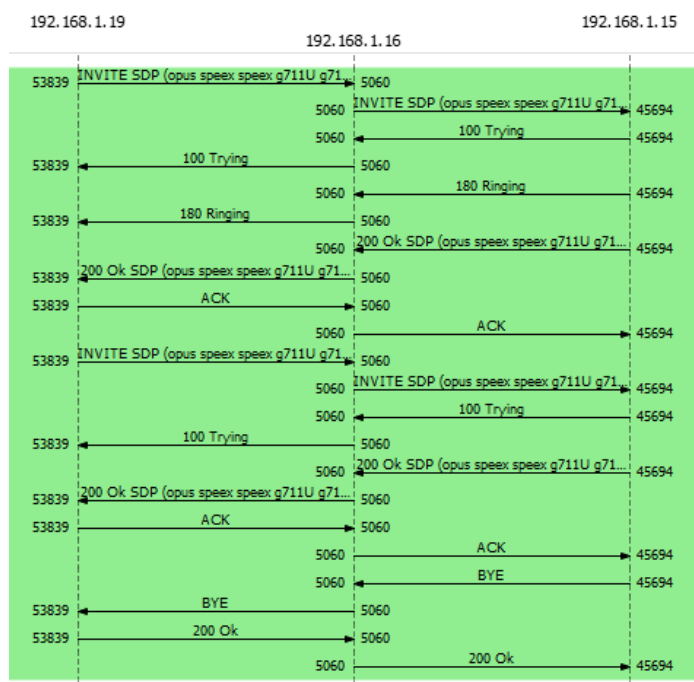 192.168.1.19 192.168.1.16 192.168.1.15
53839 INVITE SDP (opus speex speex g711U g71... 5060
5060 INVITE SDP (opus speex speex g711U g71... 45694
5060 100 Trying 45694
53839 100 Trying 5060
5060 180 Ringing 45694
53839 180 Ringing 5060
5060 200 Ok SDP (opus speex speex g711U g71... 45694
53839 200 Ok SDP (opus speex speex g711U g71... 5060
53839 ACK 5060
5060 ACK 45694
53839 INVITE SDP (opus speex speex g711U g71... 5060
5060 INVITE SDP (opus speex speex g711U g71... 45694
5060 100 Trying 45694
53839 100 Trying 5060
5060 200 Ok SDP (opus speex speex g711U g71... 45694
53839 200 Ok SDP (opus speex speex g711U g71... 5060
53839 ACK 5060
5060 ACK 45694
5060 BYE 45694
53839 BYE 5060
53839 200 Ok 5060
5060 200 Ok 45694